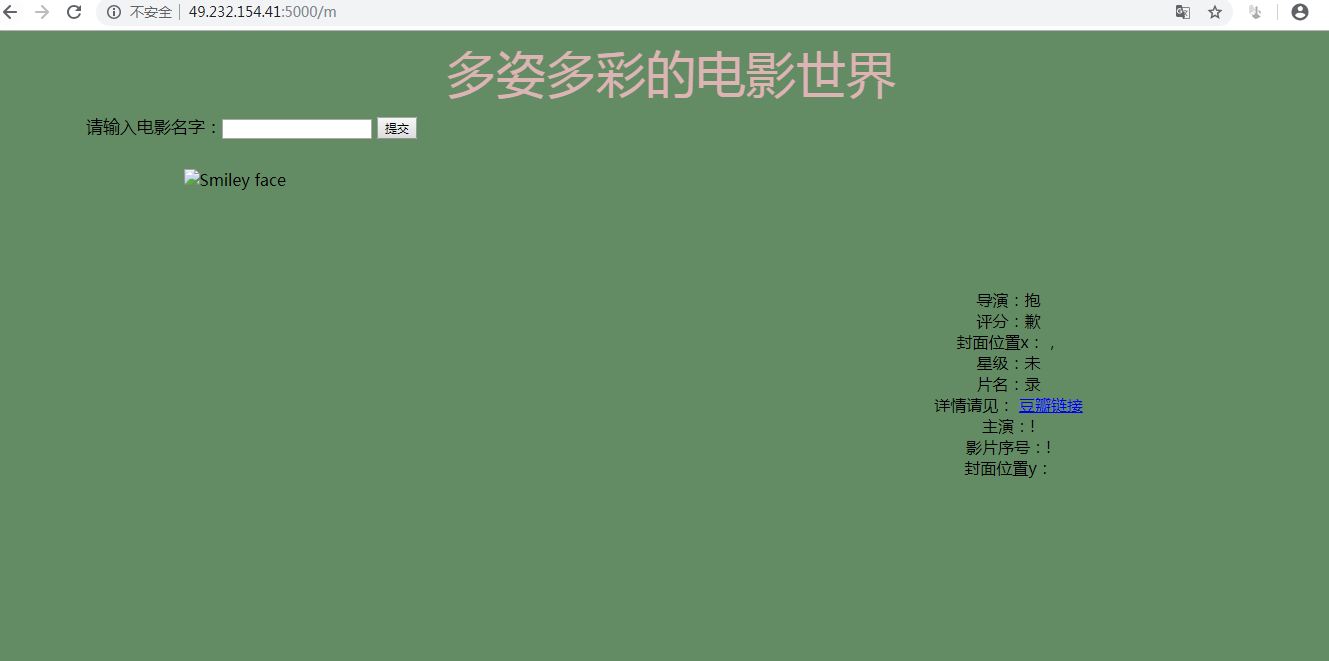 不安全 | 49.232.154.41:5000/m
多姿多彩的电影世界
请输入电影名字：
提交
Smiley face
导演：抱
评分：歉
封面位置x：，
星级：未
片名：录
详情请见： 豆瓣链接
主演：!
影片序号：!
封面位置y：